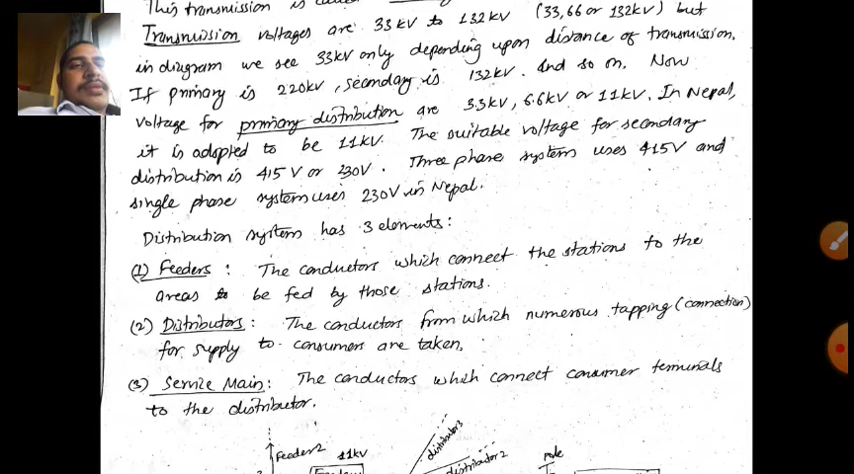 This transmission is
Transmission voltages are 33kV to 132kV (33,66 or 132kV) but
in diagram we see 33kV only depending upon distance of transmission.
If primary is 220kV, secondary is 132kV. And so on. Now
voltage for primary distribution are 3.3kV, 6.6kV or 11kV. In Nepal,
it is adopted to be 11kV. The suitable voltage for secondary
distribution is 415V or 230V. Three phase system uses 415V and
single phase system uses 230V in Nepal.
Distribution system has 3 elements:
(1) Feeders: The conductors which connect the stations to the
areas to be fed by those stations.
(2) Distributors: The conductors from which numerous tapping (connection)
for supply to consumers are taken.
(3) Service Main: The conductors which connect consumer terminals
to the distributor.
Feeder2 11kV
distributor
distributor 2
pole